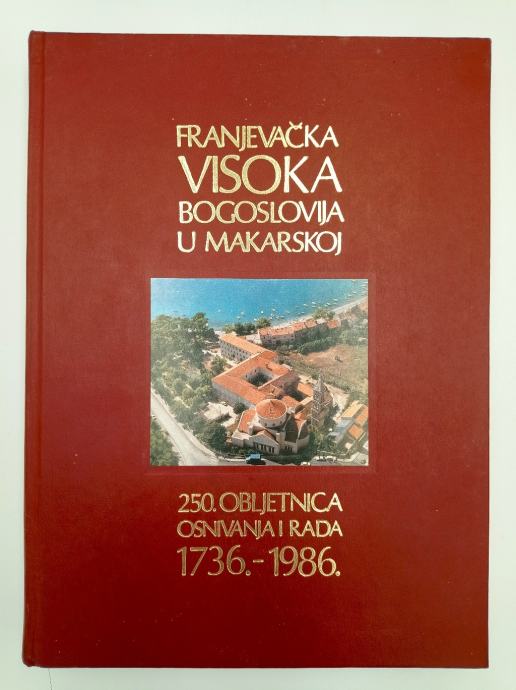 FRANJEVAČKA
VISOKA
BOGOSLOVIJA
U MAKARSKOJ
250. OBLJETNICA
OSNIVANJA I RADA
1736.-1986.